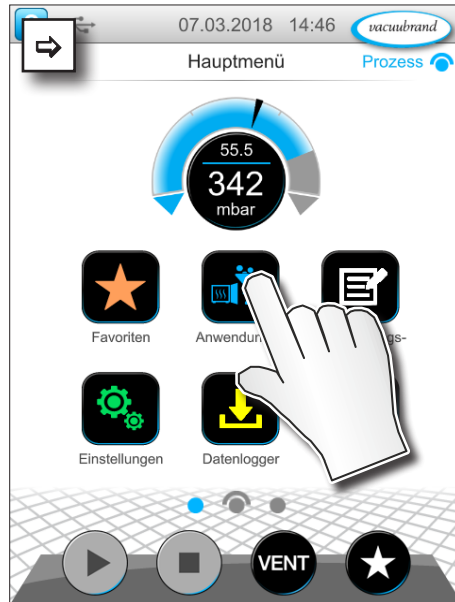 07.03.2018 14:46 vacuubrand
Hauptmenü Prozess
55.5
342
mbar
Favoriten
Einstellungen Datenlogger
VENT